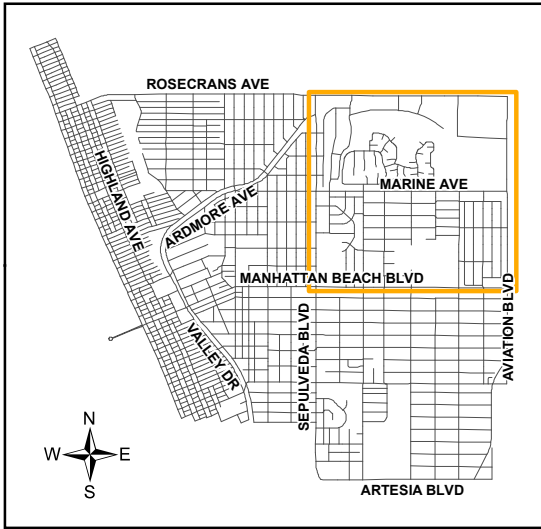 ROSECRANS AVE
HIGHLAND AVE
ARDMORE AVE
MARINE AVE
MANHATTAN BEACH BLVD
VALLEY DR
SEPULVEDA BLVD
AVIATION BLVD
ARTESIA BLVD
N
W E
S